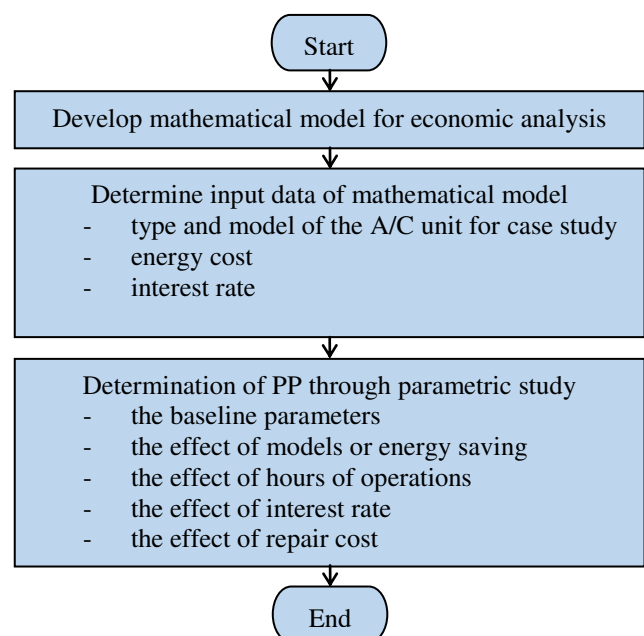 Start
Develop mathematical model for economic analysis
Determine input data of mathematical model
- type and model of the A/C unit for case study
- energy cost
- interest rate
Determination of PP through parametric study
- the baseline parameters
- the effect of models or energy saving
- the effect of hours of operations
- the effect of interest rate
- the effect of repair cost
End